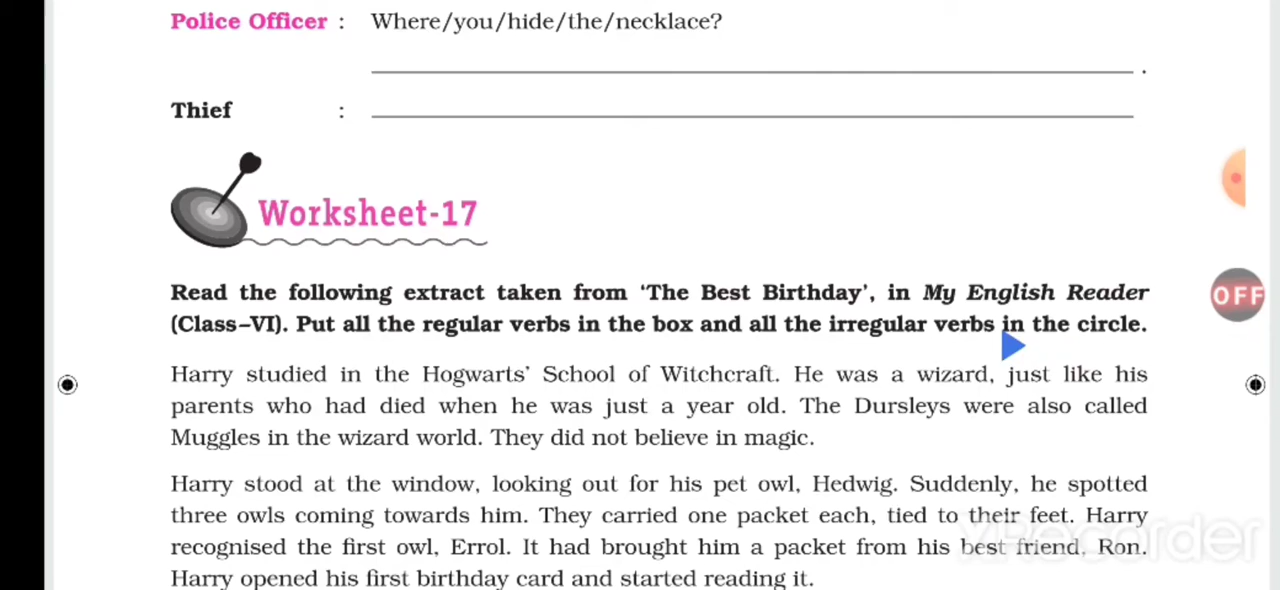 Police Officer : Where/you/hide/the/necklace?
.
Thief :
Worksheet-17
OFF
Read the following extract taken from ‘The Best Birthday’, in My English Reader
(Class–VI). Put all the regular verbs in the box and all the irregular verbs in the circle.
Harry studied in the Hogwarts’ School of Witchcraft. He was a wizard, just like his
parents who had died when he was just a year old. The Dursleys were also called
Muggles in the wizard world. They did not believe in magic.
Harry stood at the window, looking out for his pet owl, Hedwig. Suddenly, he spotted
three owls coming towards him. They carried one packet each, tied to their feet. Harry
recognised the first owl, Errol. It had brought him a packet from his best friend, Ron.
Harry opened his first birthday card and started reading it.
XRecorder